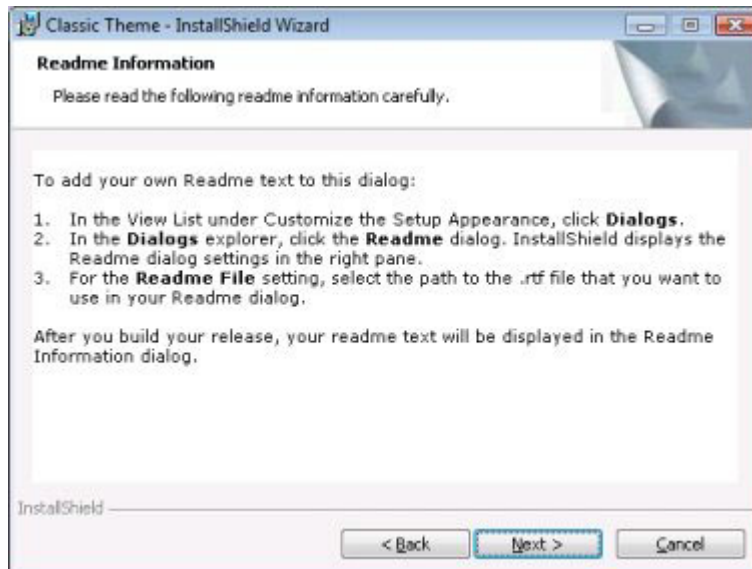 Classic Theme - InstallShield Wizard
Readme Information
Please read the following readme information carefully.
To add your own Readme text to this dialog:
1. In the View List under Customize the Setup Appearance, click Dialogs.
2. In the Dialogs explorer, click the Readme dialog. InstallShield displays the
Readme dialog settings in the right pane.
3. For the Readme File setting, select the path to the .rtf file that you want to
use in your Readme dialog.
After you build your release, your readme text will be displayed in the Readme
Information dialog.
InstallShield
< Back Next > Cancel